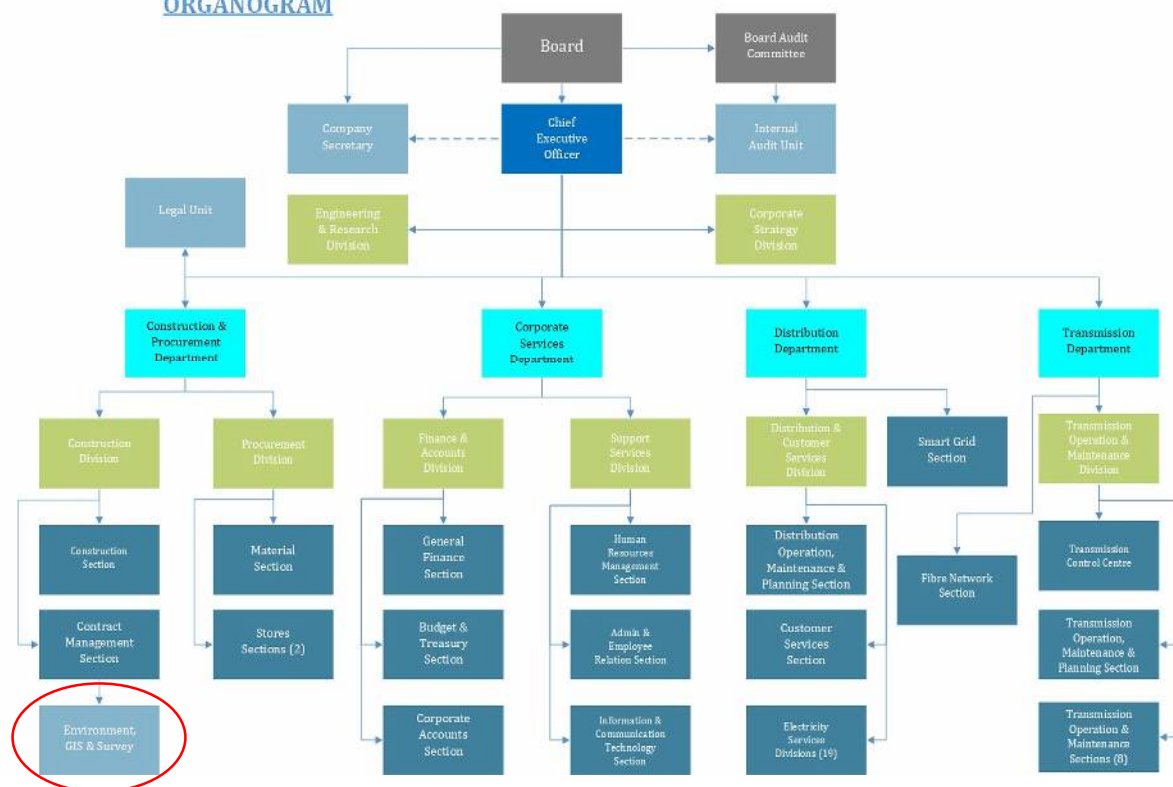 ORGANOGRAM
Board
Board Audit
Committee
Company
Secretary
Chief
Executive
Officer
Internal
Audit Unit
Legal Unit
Engineering
& Research
Division
Corporate
Strategy
Division
Construction &
Procurement
Department
Corporate
Services
Department
Distribution
Department
Transmission
Department
Construction
Division
Procurement
Division
Finance &
Accounts
Division
Support
Services
Division
Distribution &
Customer
Services
Division
Smart Grid
Section
Transmission
Operation &
Maintenance
Division
Construction
Section
Material
Section
General
Finance
Section
Human
Resources
Management
Section
Distribution
Operation,
Maintenance &
Planning Section
Fibre Network
Section
Transmission
Control Centre
Contract
Management
Section
Stores
Sections (2)
Budget &
Treasury
Section
Admin &
Employee
Relation Section
Customer
Services
Section
Transmission
Operation,
Maintenance &
Planning Section
Environment,
GIS & Survey
Corporate
Accounts
Section
Information &
Communication
Technology
Section
Electricity
Services
Divisions (19)
Transmission
Operation &
Maintenance
Sections (8)